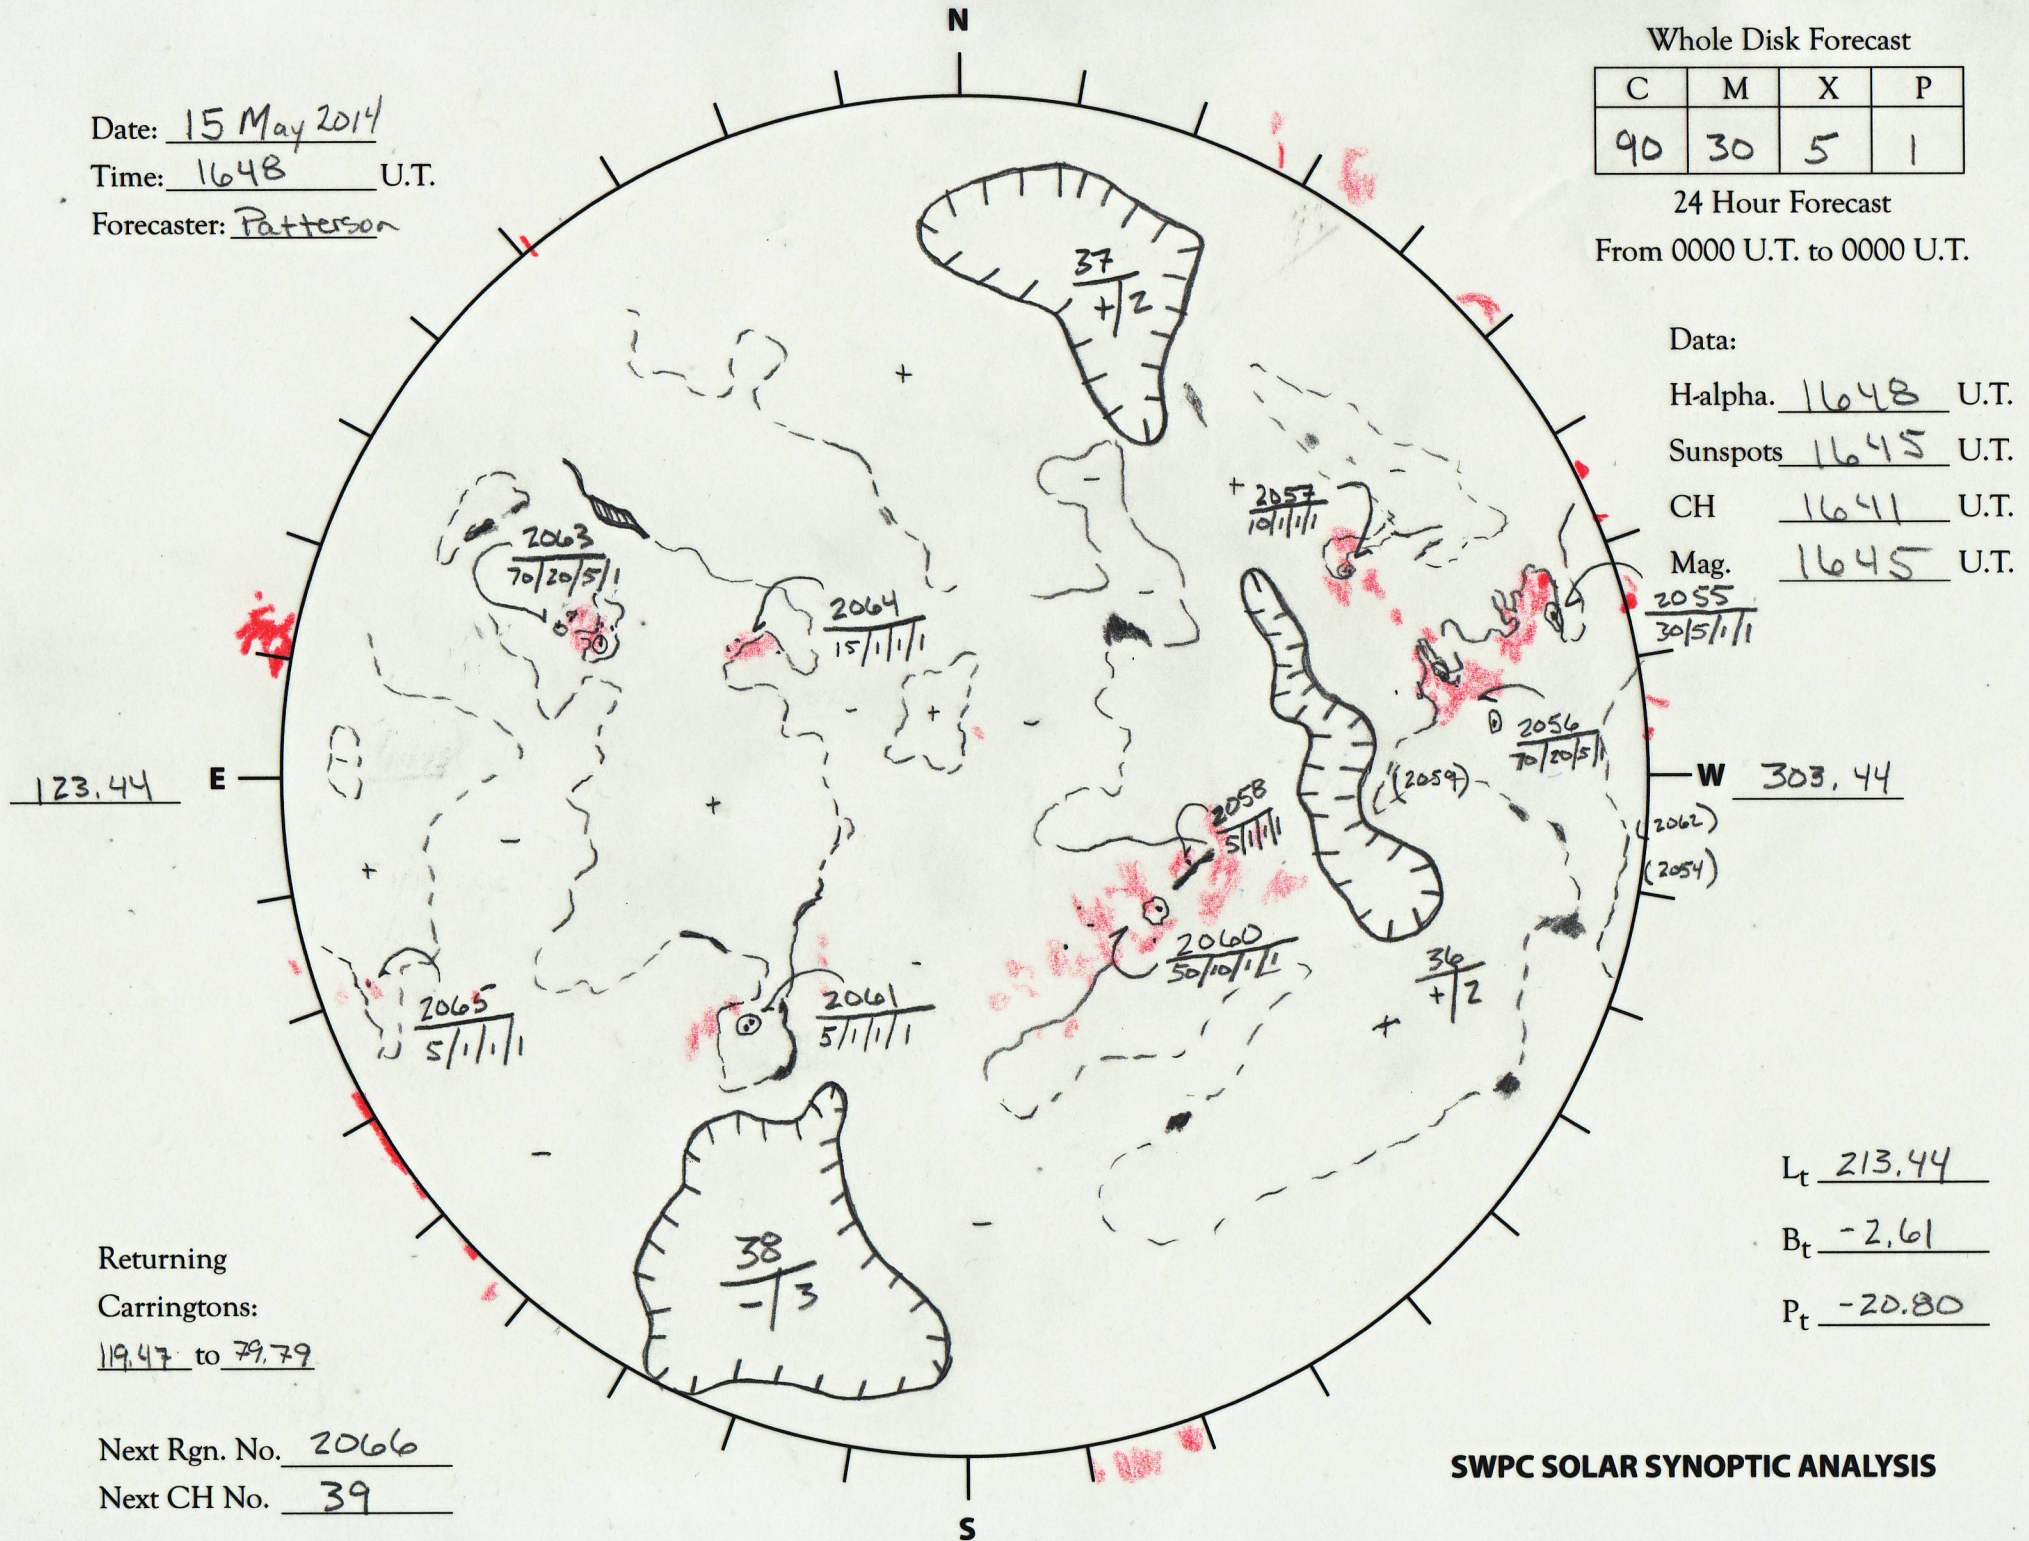 N
Date: 15 May 2014
Time: 1648 U.T.
Forecaster: Patterson
Whole Disk Forecast
C M X P
90 30 5 1
24 Hour Forecast
From 0000 U.T. to 0000 U.T.
Data:
H-alpha. 1648 U.T.
Sunspots 1645 U.T.
CH 1641 U.T.
Mag. 1645 U.T.
37
+|2
+
+
-
2057
10/1/1/1
2063
70/20/5/1
2064
15/1/1/1
2055
30/5/1/1
-
+
-
2056
70/20/5/1
123.44 E
W 303.44
(2059)
+
2058
5/1/1/1
(2062)
-
+
(2054)
2060
50/10/1/1
-
36
+|2
2065
5/1/1/1
2061
5/1/1/1
+
-
-
38
-|3
Lt 213.44
Bt -2.61
Pt -20.80
Returning
Carringtons:
119.47 to 79.79
Next Rgn. No. 2066
Next CH No. 39
SWPC SOLAR SYNOPTIC ANALYSIS
S